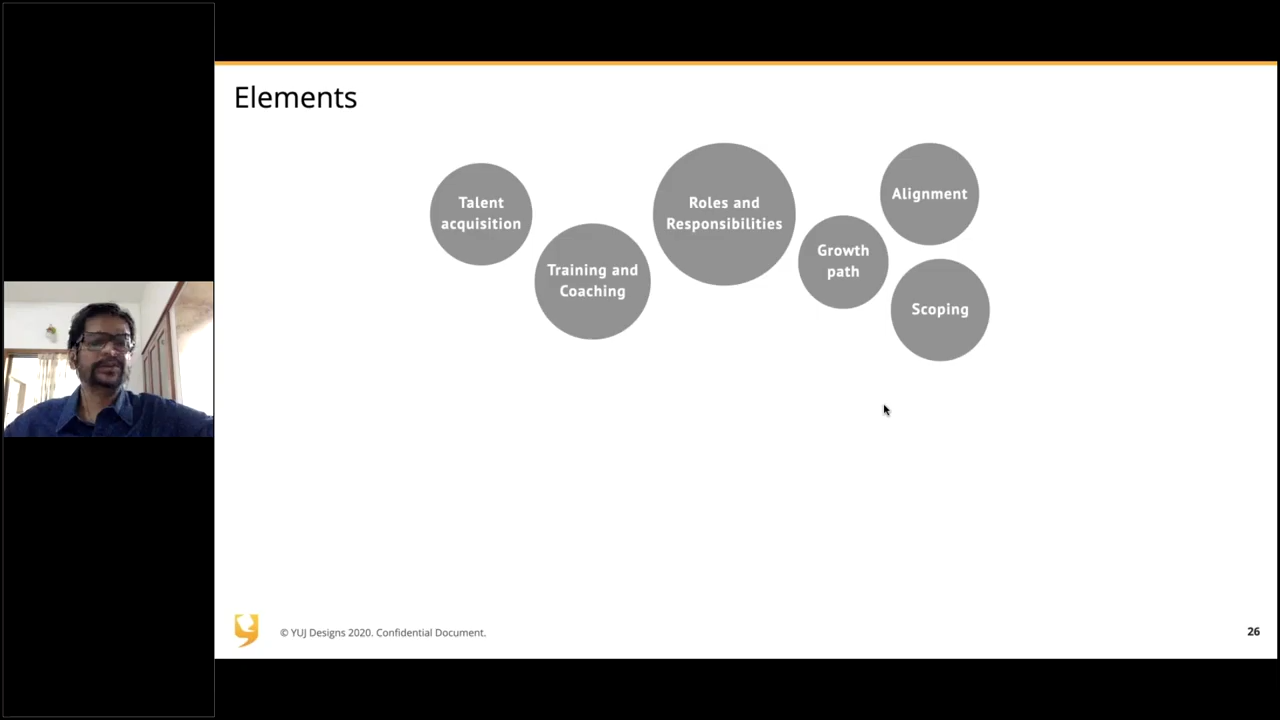 Elements
Talent
acquisition
Training and
Coaching
Roles and
Responsibilities
Growth
path
Alignment
Scoping
© YUJ Designs 2020. Confidential Document.
26